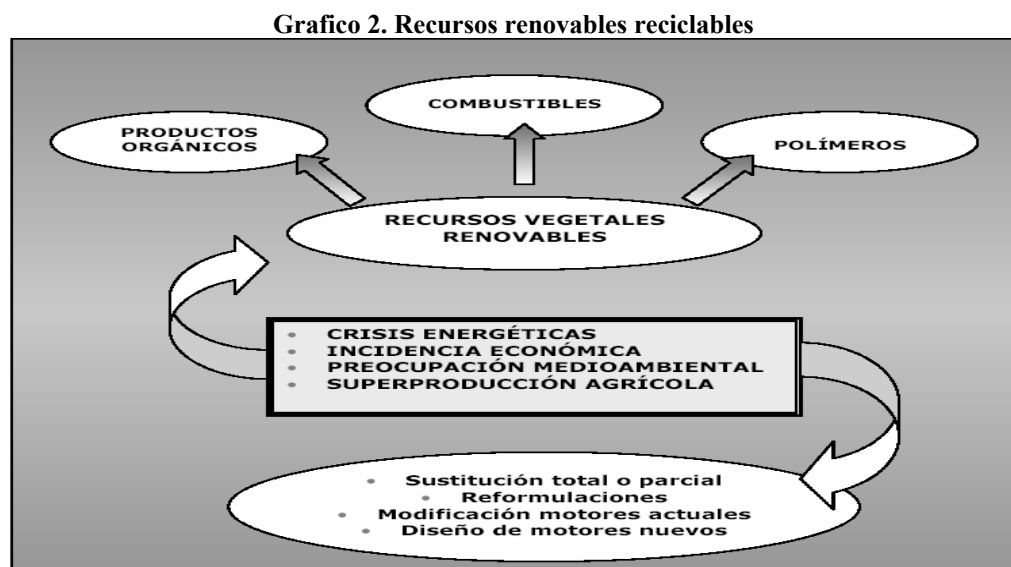 Grafico 2. Recursos renovables reciclables
COMBUSTIBLES
PRODUCTOS
ORGÁNICOS
POLÍMEROS
RECURSOS VEGETALES
RENOVABLES
• CRISIS ENERGÉTICAS
• INCIDENCIA ECONÓMICA
• PREOCUPACIÓN MEDIOAMBIENTAL
• SUPERPRODUCCIÓN AGRÍCOLA
• Sustitución total o parcial
• Reformulaciones
• Modificación motores actuales
• Diseño de motores nuevos